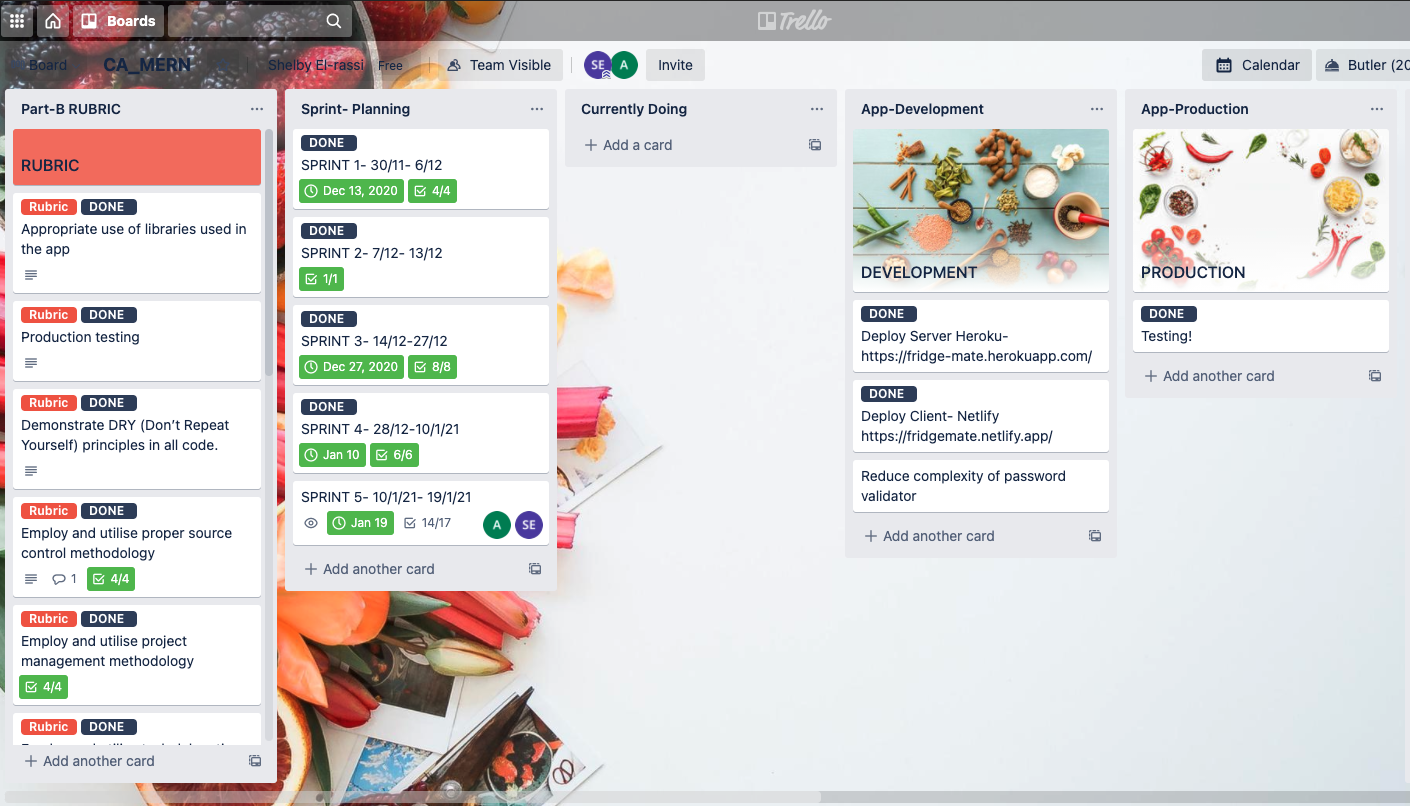 Boards
Trello
Board
CA_MERN
Shelby El-rassi
Free
Team Visible
SE
A
Invite
Calendar
Butler (20
Part-B RUBRIC
RUBRIC
Rubric DONE
Appropriate use of libraries used in
the app
Rubric DONE
Production testing
Rubric DONE
Demonstrate DRY (Don’t Repeat
Yourself) principles in all code.
Rubric DONE
Employ and utilise proper source
control methodology
1 4/4
Rubric DONE
Employ and utilise project
management methodology
4/4
Rubric DONE
Add another card
Sprint- Planning
DONE
SPRINT 1- 30/11- 6/12
Dec 13, 2020 4/4
DONE
SPRINT 2- 7/12- 13/12
1/1
DONE
SPRINT 3- 14/12-27/12
Dec 27, 2020 8/8
DONE
SPRINT 4- 28/12-10/1/21
Jan 10 6/6
SPRINT 5- 10/1/21- 19/1/21
Jan 19 14/17 A SE
Add another card
Currently Doing
Add a card
App-Development
DEVELOPMENT
DONE
Deploy Server Heroku-
https://fridge-mate.herokuapp.com/
DONE
Deploy Client- Netlify
https://fridgemate.netlify.app/
Reduce complexity of password
validator
Add another card
App-Production
PRODUCTION
DONE
Testing!
Add another card